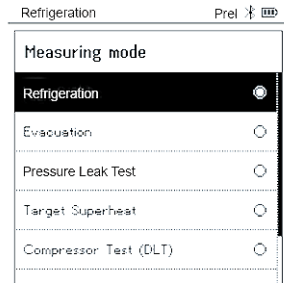 Refrigeration Prel
Measuring mode
Refrigeration
Evacuation
Pressure Leak Test
Target Superheat
Compressor Test (DLT)